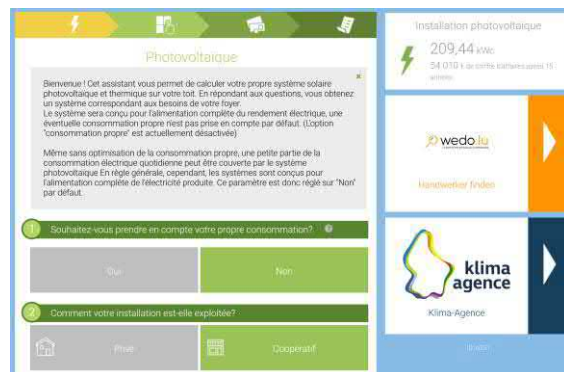 Photovoltaïque
Bienvenue ! Cet assistant vous permet de calculer votre propre système solaire
photovoltaïque et thermique sur votre toit. En répondant aux questions, vous obtenez
un système correspondant aux besoins de votre foyer.
Le système sera conçu pour l'alimentation complète du rendement électrique, une
éventuelle consommation propre n'est pas prise en compte par défaut. (L'option
"consommation propre" est actuellement désactivée)
Même sans optimisation de la consommation propre, une petite partie de la
consommation électrique quotidienne peut être couverte par le système
photovoltaïque En règle générale, cependant, les systèmes sont conçus pour
l'alimentation complète de l'électricité produite. Ce paramètre est donc réglé sur "Non"
par défaut.
1 Souhaitez-vous prendre en compte votre propre consommation?
Oui
Non
2 Comment votre installation est-elle exploitée?
Privé
Coopératif
Installation photovoltaïque
209,44 kWc
54 010
15
wedo.lu
Handwerker finden
klima
agence
Klima-Agence